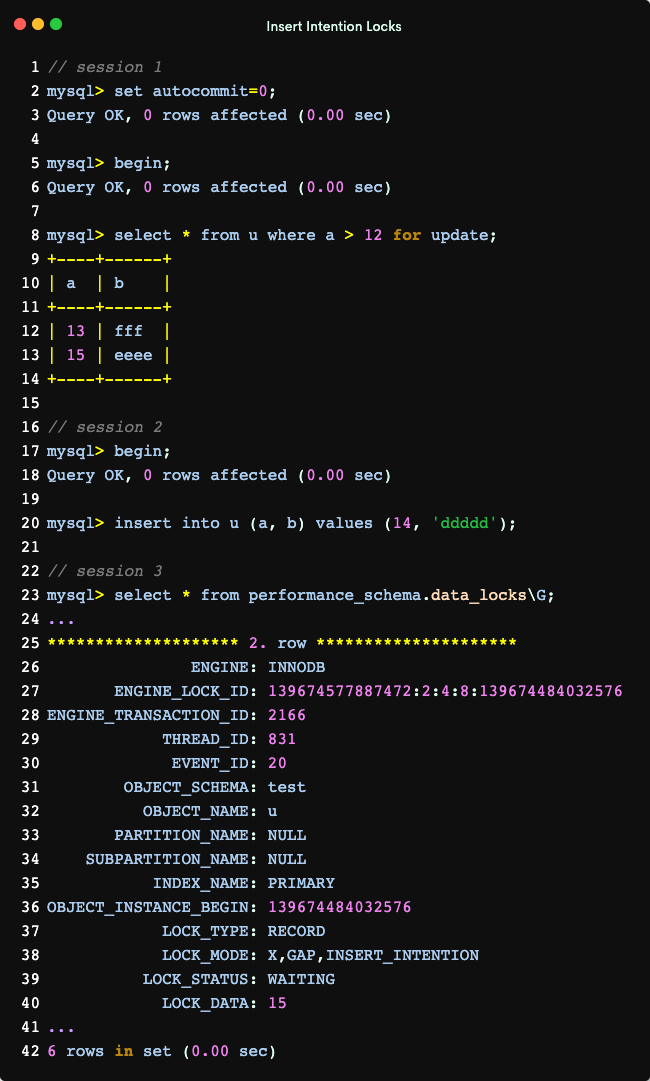 Insert Intention Locks
1 // session 1
2 mysql> set autocommit=0;
3 Query OK, 0 rows affected (0.00 sec)
4
5 mysql> begin;
6 Query OK, 0 rows affected (0.00 sec)
7
8 mysql> select * from u where a > 12 for update;
9 +----+------+
10 | a  | b    |
11 +----+------+
12 | 13 | fff  |
13 | 15 | eeee |
14 +----+------+
15
16 // session 2
17 mysql> begin;
18 Query OK, 0 rows affected (0.00 sec)
19
20 mysql> insert into u (a, b) values (14, 'ddddd');
21
22 // session 3
23 mysql> select * from performance_schema.data_locks\G;
24 ...
25 ******************** 2. row *********************
26                ENGINE: INNODB
27        ENGINE_LOCK_ID: 139674577887472:2:4:8:139674484032576
28 ENGINE_TRANSACTION_ID: 2166
29             THREAD_ID: 831
30              EVENT_ID: 20
31         OBJECT_SCHEMA: test
32           OBJECT_NAME: u
33        PARTITION_NAME: NULL
34     SUBPARTITION_NAME: NULL
35            INDEX_NAME: PRIMARY
36 OBJECT_INSTANCE_BEGIN: 139674484032576
37             LOCK_TYPE: RECORD
38             LOCK_MODE: X,GAP,INSERT_INTENTION
39           LOCK_STATUS: WAITING
40             LOCK_DATA: 15
41 ...
42 6 rows in set (0.00 sec)